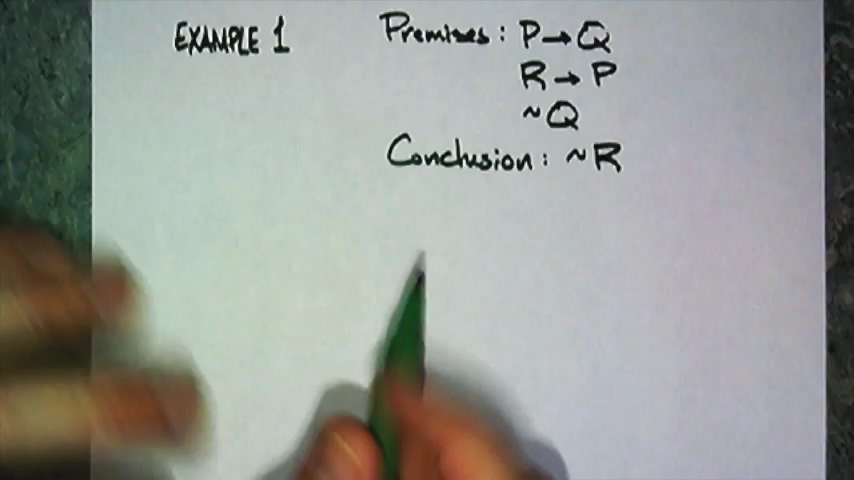 EXAMPLE 1 Premises: P→Q
R→P
~Q
Conclusion: ~R